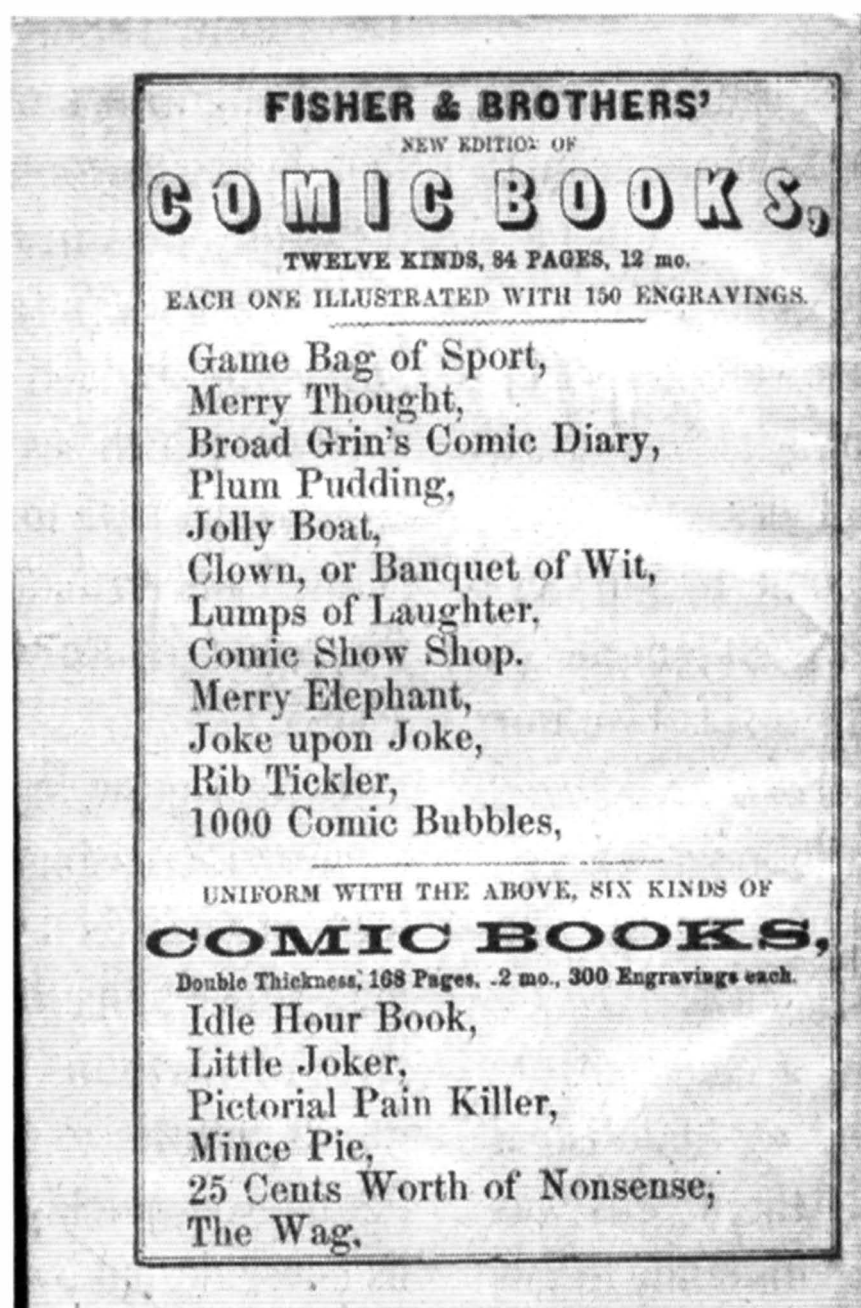 FISHER & BROTHERS'
NEW EDITION OF
COMIC BOOKS,
TWELVE KINDS, 84 PAGES, 12 mo.
EACH ONE ILLUSTRATED WITH 150 ENGRAVINGS.
Game Bag of Sport,
Merry Thought,
Broad Grin's Comic Diary,
Plum Pudding,
Jolly Boat,
Clown, or Banquet of Wit,
Lumps of Laughter,
Comic Show Shop.
Merry Elephant,
Joke upon Joke,
Rib Tickler,
1000 Comic Bubbles,
UNIFORM WITH THE ABOVE, SIX KINDS OF
COMIC BOOKS,
Double Thickness, 168 Pages, .2 mo., 300 Engravings each.
Idle Hour Book,
Little Joker,
Pictorial Pain Killer,
Mince Pie,
25 Cents Worth of Nonsense,
The Wag.